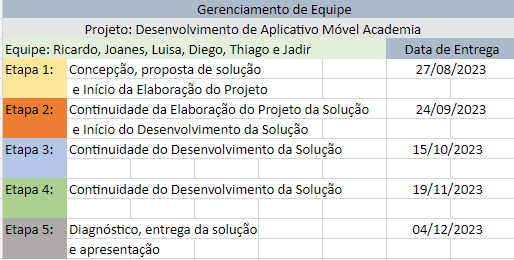 Gerenciamento de Equipe
Projeto: Desenvolvimento de Aplicativo Móvel Academia
Equipe: Ricardo, Joanes, Luisa, Diego, Thiago e Jadir Data de Entrega
Etapa 1: Concepção, proposta de solução 27/08/2023
e Início da Elaboração do Projeto
Etapa 2: Continuidade da Elaboração do Projeto da Solução 24/09/2023
e Início do Desenvolvimento da Solução
Etapa 3: Continuidade do Desenvolvimento da Solução 15/10/2023
Etapa 4: Continuidade do Desenvolvimento da Solução 19/11/2023
Etapa 5: Diagnóstico, entrega da solução 04/12/2023
e apresentação